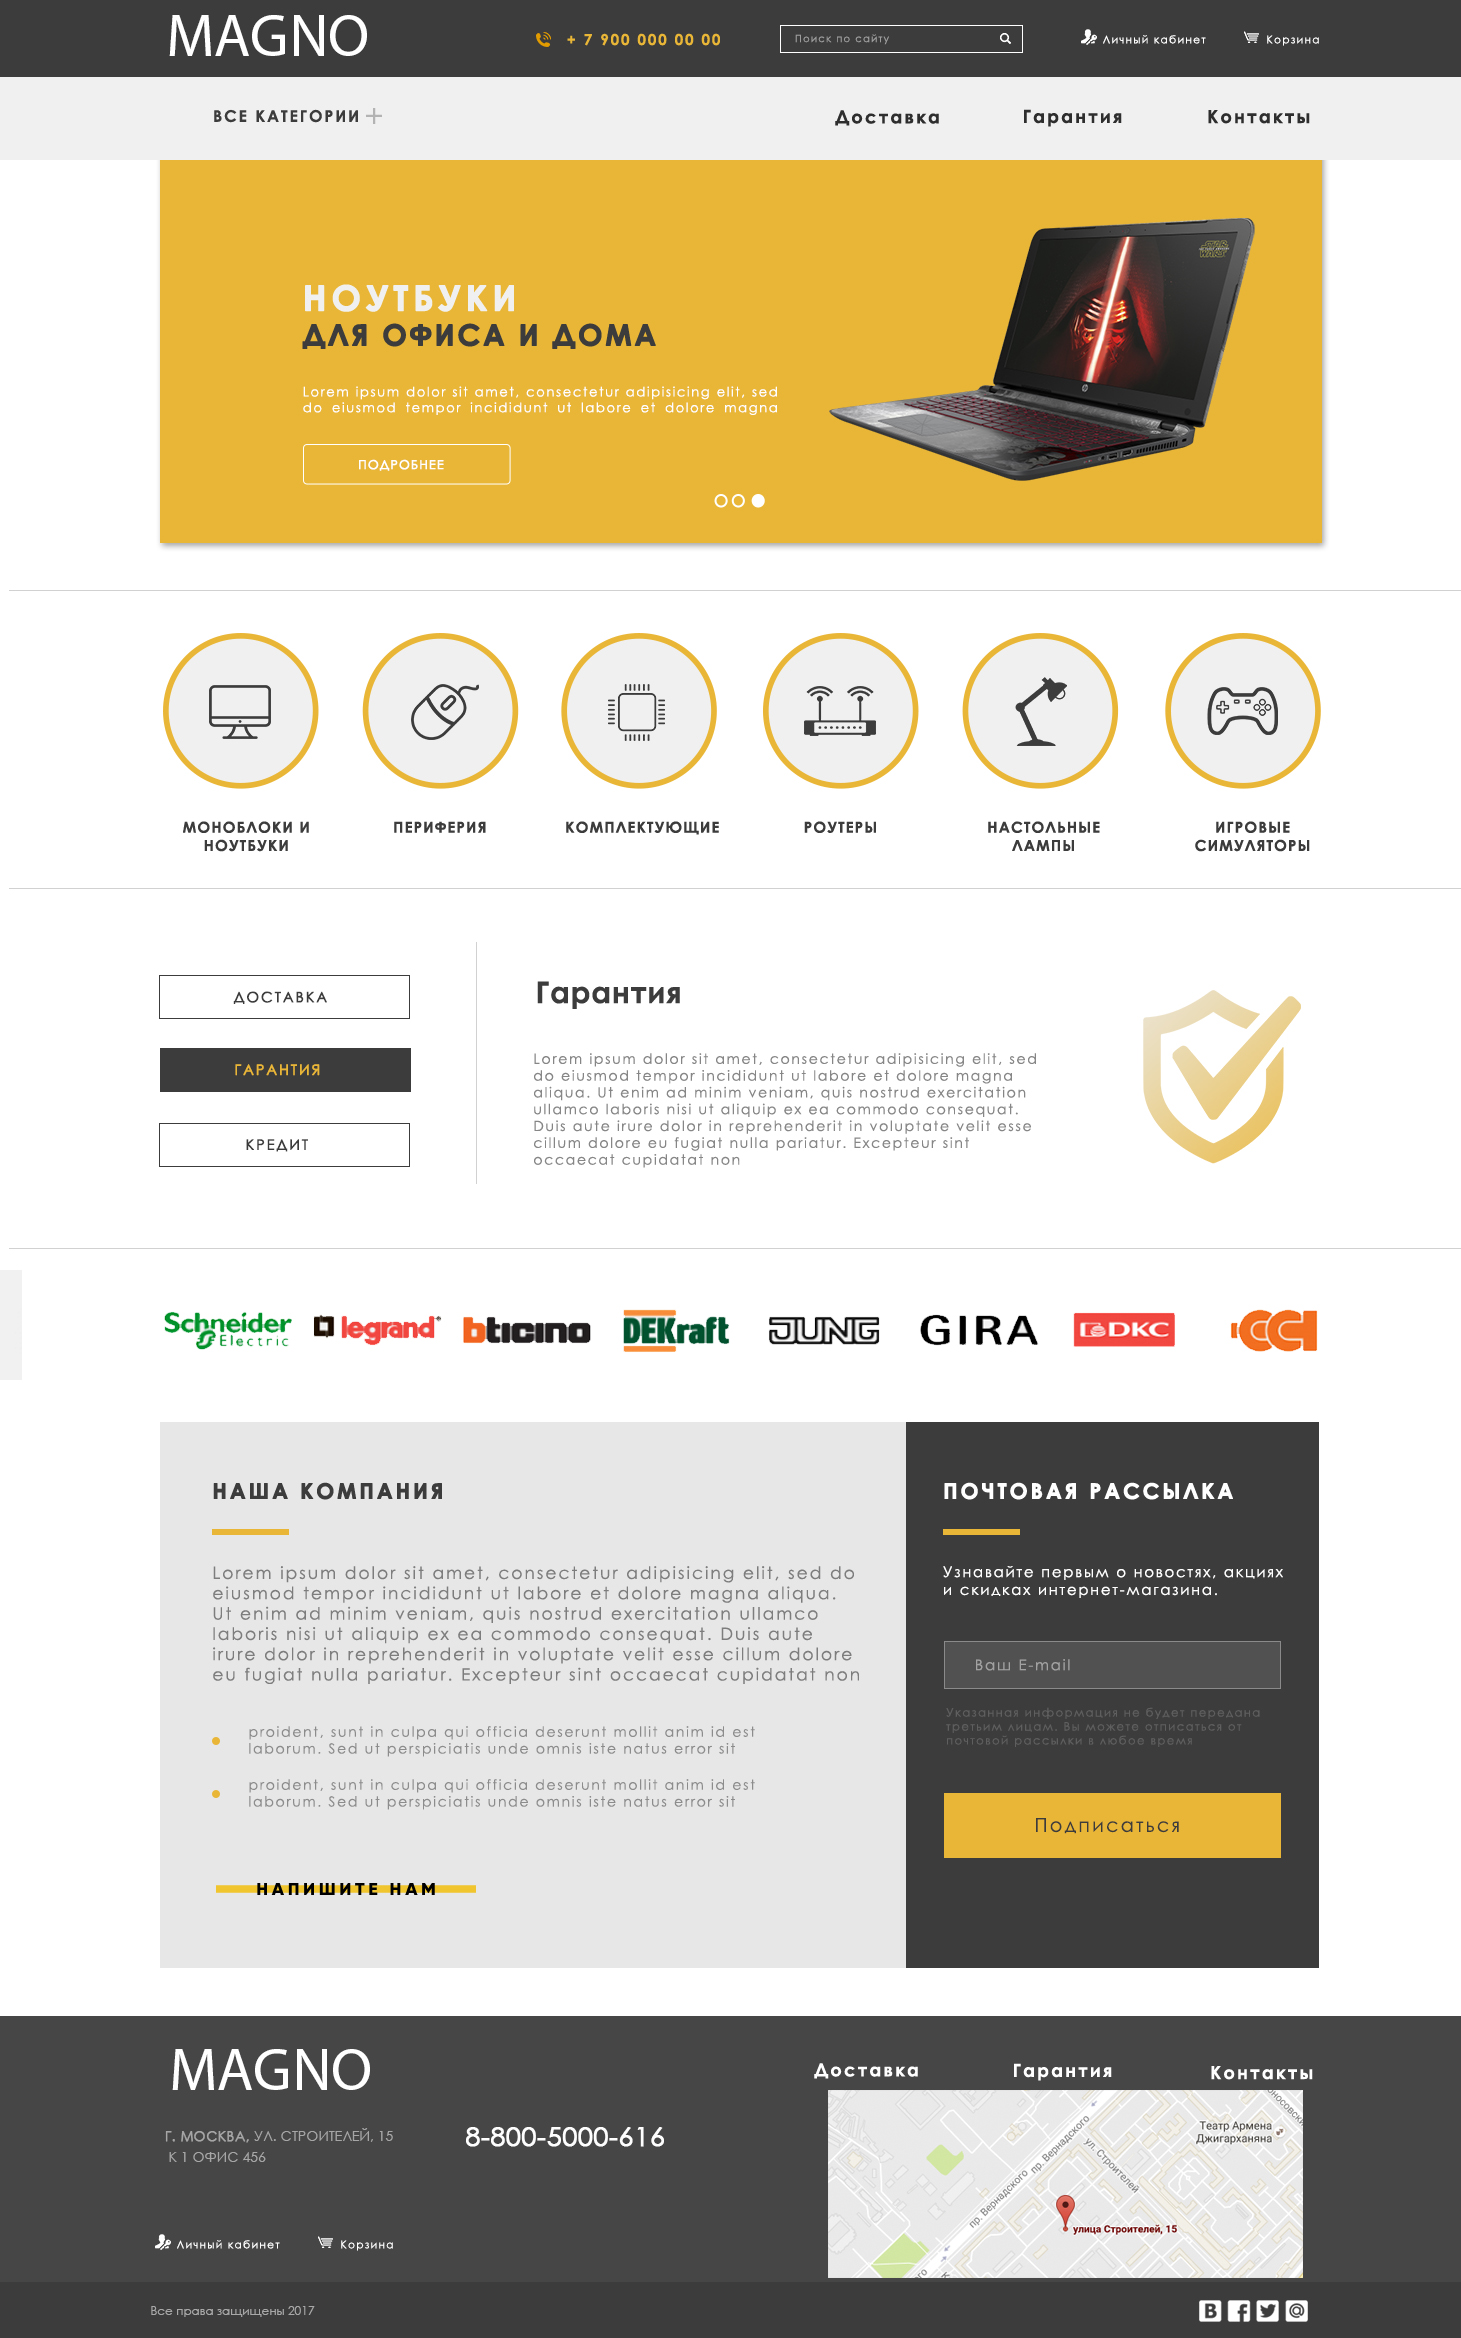 MAGNO
+ 7 900 000 00 00
Поиск по сайту
Личный кабинет
Корзина
ВСЕ КАТЕГОРИИ
Доставка
Гарантия
Контакты
НОУТБУКИ
ДЛЯ ОФИСА И ДОМА
Lorem ipsum dolor sit amet, consectetur adipisicing elit, sed
do eiusmod tempor incididunt ut labore et dolore magna
ПОДРОБНЕЕ
STAR
WARS
hp
МОНОБЛОКИ И
НОУТБУКИ
ПЕРИФЕРИЯ
КОМПЛЕКТУЮЩИЕ
РОУТЕРЫ
НАСТОЛЬНЫЕ
ЛАМПЫ
ИГРОВЫЕ
СИМУЛЯТОРЫ
ДОСТАВКА
ГАРАНТИЯ
КРЕДИТ
Гарантия
Lorem ipsum dolor sit amet, consectetur adipisicing elit, sed
do eiusmod tempor incididunt ut labore et dolore magna
aliqua. Ut enim ad minim veniam, quis nostrud exercitation
ullamco laboris nisi ut aliquip ex ea commodo consequat.
Duis aute irure dolor in reprehenderit in voluptate velit esse
cillum dolore eu fugiat nulla pariatur. Excepteur sint
occaecat cupidatat non
Schneider
Electric
legrand®
bticino
DEKraft
JUNG
GIRA
DKC
CCI
НАША КОМПАНИЯ
Lorem ipsum dolor sit amet, consectetur adipisicing elit, sed do
eiusmod tempor incididunt ut labore et dolore magna aliqua.
Ut enim ad minim veniam, quis nostrud exercitation ullamco
laboris nisi ut aliquip ex ea commodo consequat. Duis aute
irure dolor in reprehenderit in voluptate velit esse cillum dolore
eu fugiat nulla pariatur. Excepteur sint occaecat cupidatat non
proident, sunt in culpa qui officia deserunt mollit anim id est
laborum. Sed ut perspiciatis unde omnis iste natus error sit
proident, sunt in culpa qui officia deserunt mollit anim id est
laborum. Sed ut perspiciatis unde omnis iste natus error sit
НАПИШИТЕ НАМ
ПОЧТОВАЯ РАССЫЛКА
Узнавайте первым о новостях, акциях
и скидках интернет-магазина.
Ваш E-mail
Указанная информация не будет передана
третьим лицам. Вы можете отписаться от
почтовой рассылки в любое время
Подписаться
MAGNO
Г. МОСКВА, УЛ. СТРОИТЕЛЕЙ, 15
К 1 ОФИС 456
8-800-5000-616
Личный кабинет
Корзина
Доставка
Гарантия
Контакты
Театр Армена
Джигарханяна
пр. Вернадского
ул. Строителей
пр. Вернадского
улица Строителей, 15
Все права защищены 2017